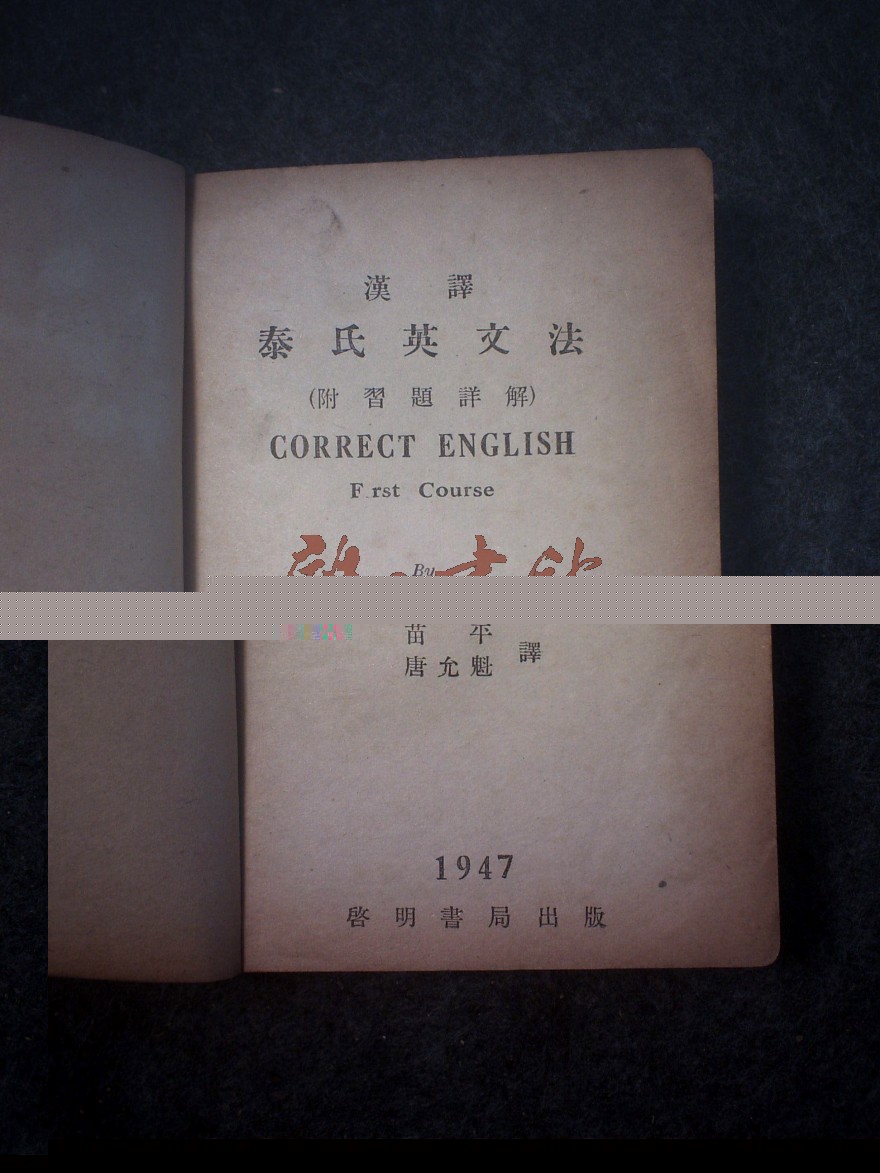 漢譯
泰氏英文法
(附習題詳解)
CORRECT ENGLISH
F rst Course
By
苗平
唐允魁 譯
1947
啓明書局出版